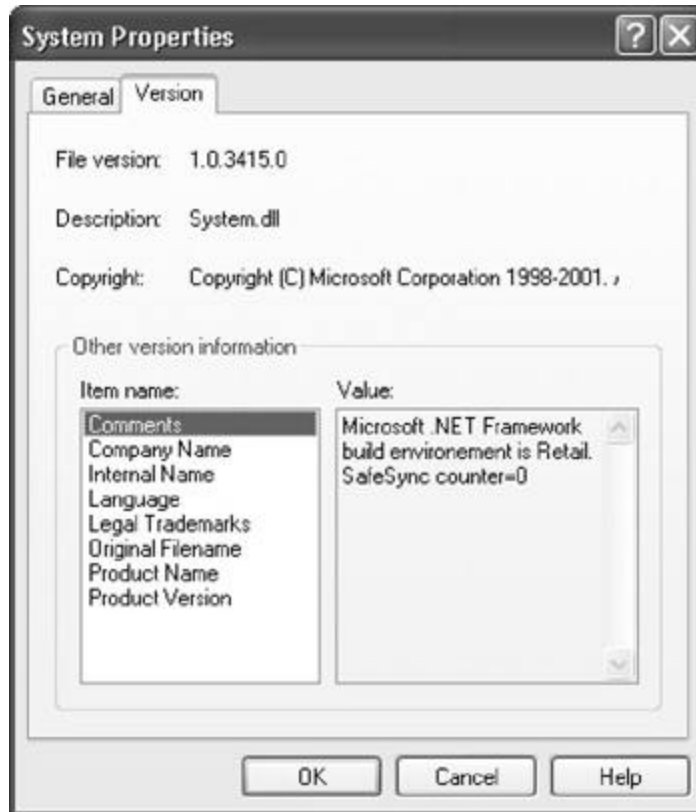 System Properties
General Version
File version: 1.0.3415.0
Description: System.dll
Copyright: Copyright (C) Microsoft Corporation 1998-2001.
Other version information
Item name:
Comments
Company Name
Internal Name
Language
Legal Trademarks
Original Filename
Product Name
Product Version
Value:
Microsoft .NET Framework
build environement is Retail.
SafeSync counter=0
OK Cancel Help